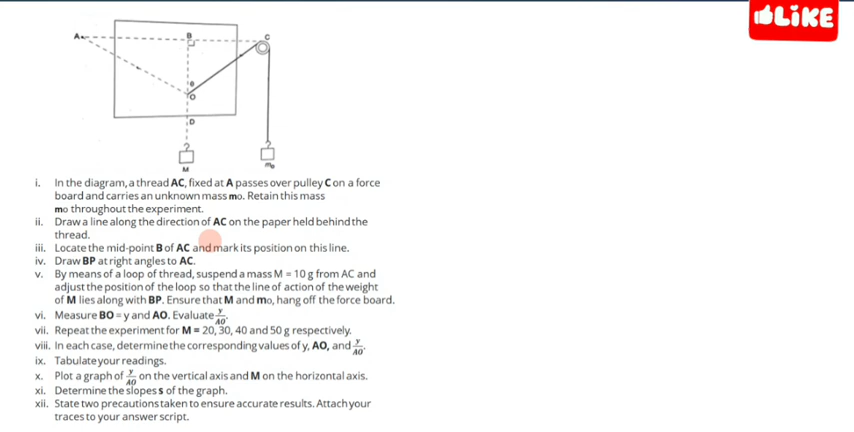 LiKE
A
B
C
θ
O
D
M
m₀
i. In the diagram, a thread AC, fixed at A passes over pulley C on a force
board and carries an unknown mass mo. Retain this mass
mo throughout the experiment.
ii. Draw a line along the direction of AC on the paper held behind the
thread.
iii. Locate the mid-point B of AC and mark its position on this line.
iv. Draw BP at right angles to AC.
v. By means of a loop of thread, suspend a mass M = 10 g from AC and
adjust the position of the loop so that the line of action of the weight
of M lies along with BP. Ensure that M and mo, hang off the force board.
vi. Measure BO = y and AO. Evaluate y/AO.
vii. Repeat the experiment for M = 20, 30, 40 and 50 g respectively.
viii. In each case, determine the corresponding values of y, AO, and y/AO.
ix. Tabulate your readings.
x. Plot a graph of y/AO on the vertical axis and M on the horizontal axis.
xi. Determine the slopes s of the graph.
xii. State two precautions taken to ensure accurate results. Attach your
traces to your answer script.